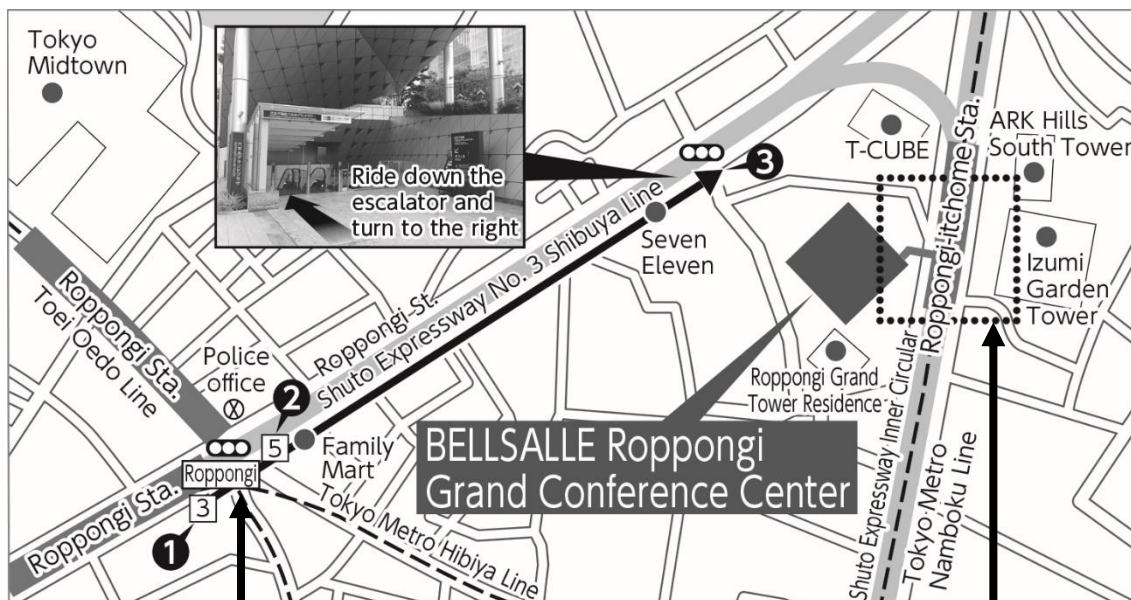 Tokyo
Midtown
Ride down the
escalator and
turn to the right
3
T-CUBE
ARK Hills
South Tower
Roppongi-itchome Sta.
Seven
Eleven
Izumi
Garden
Tower
Roppongi Sta.
Toei Oedo Line
Roppongi-St.
Shuto Expressway No. 3 Shibuya Line
Police
office
2
5
Family
Mart
Roppongi Grand
Tower Residence
BELLSALLE Roppongi
Grand Conference Center
Roppongi
3
1
Roppongi Sta.
Tokyo Metro Hibiya Line
Shuto Expressway Inner Circular
Tokyo Metro
Namboku Line